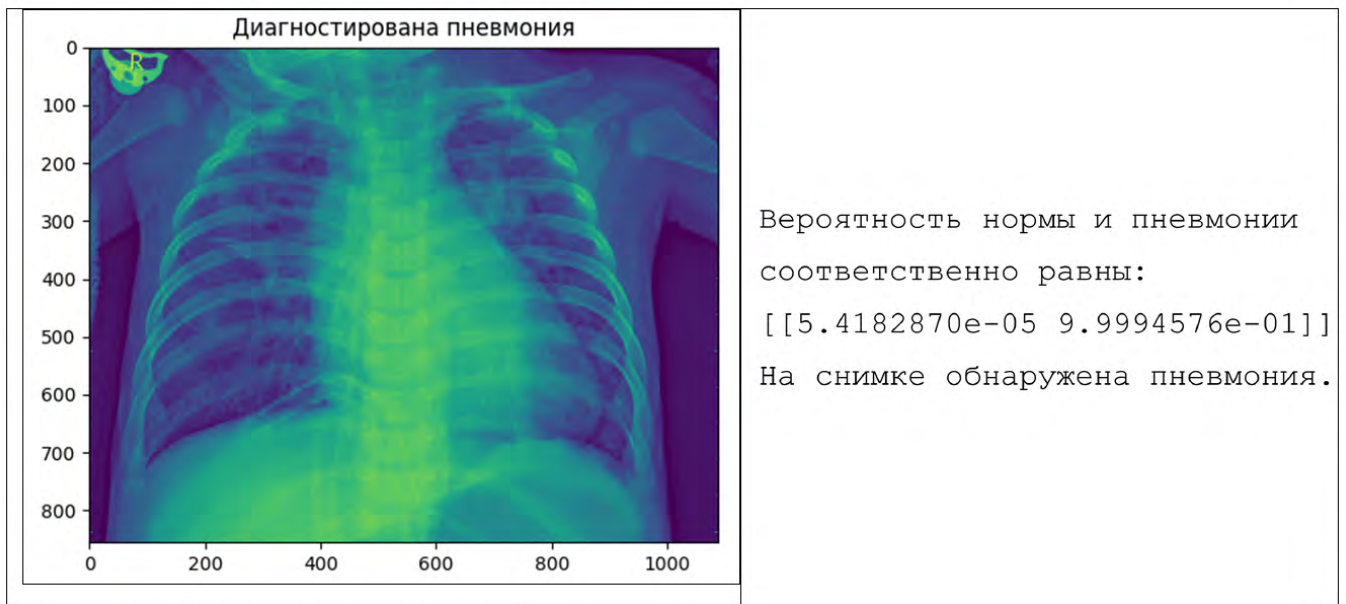 Диагностирована пневмония
R
0
100
200
300
400
500
600
700
800
0 200 400 600 800 1000
Вероятность нормы и пневмонии
соответственно равны:
[[5.4182870e-05 9.9994576e-01]]
На снимке обнаружена пневмония.